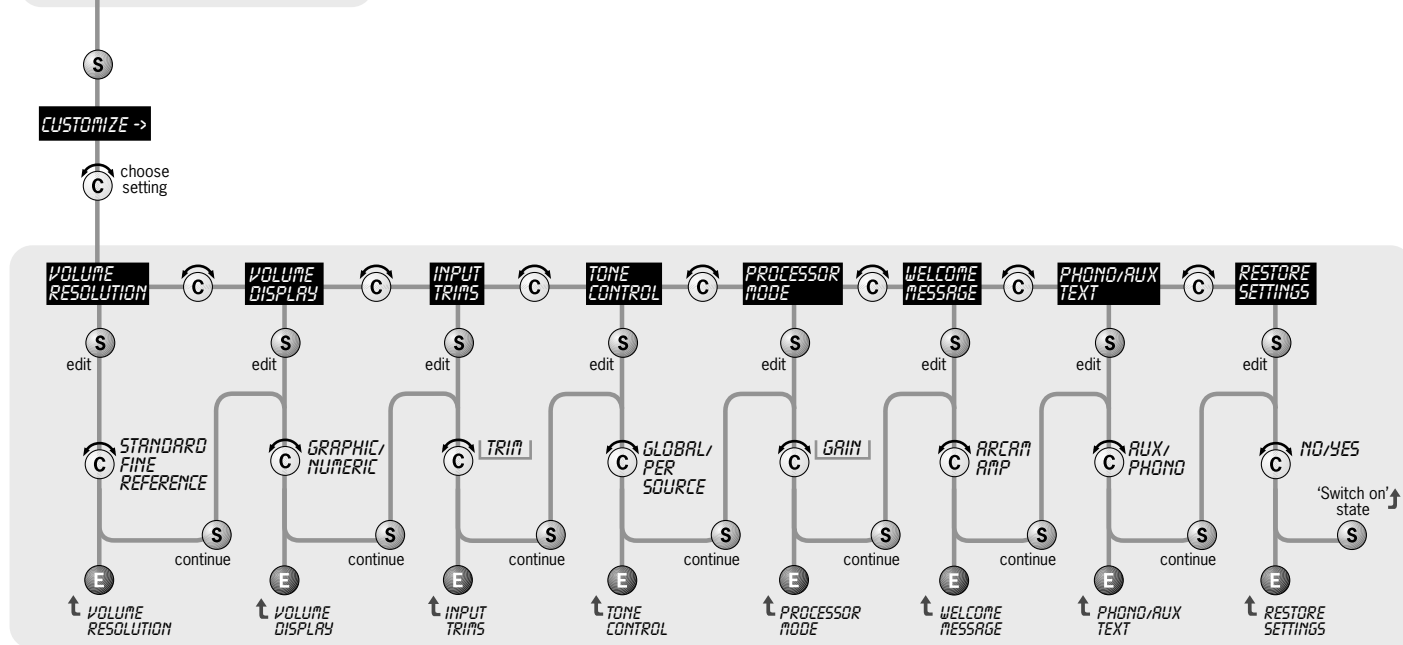 S
CUSTOMIZE ->
C choose
setting
VOLUME
RESOLUTION
C
VOLUME
DISPLAY
C
INPUT
TRIMS
C
TONE
CONTROL
C
PROCESSOR
MODE
C
WELCOME
MESSAGE
C
PHONO/AUX
TEXT
C
RESTORE
SETTINGS
S S S S S S S S
edit edit edit edit edit edit edit edit
C
STANDARD
FINE
REFERENCE
C
GRAPHIC/
NUMERIC
C
TRIM
C
GLOBAL/
PER
SOURCE
C
GAIN
C
ARCAM
AMP
C
AUX/
PHONO
C
NO/YES
'Switch on'
state
S S S S S S S S
continue continue continue continue continue continue continue
E E E E E E E E
VOLUME
RESOLUTION
VOLUME
DISPLAY
INPUT
TRIMS
TONE
CONTROL
PROCESSOR
MODE
WELCOME
MESSAGE
PHONO/AUX
TEXT
RESTORE
SETTINGS